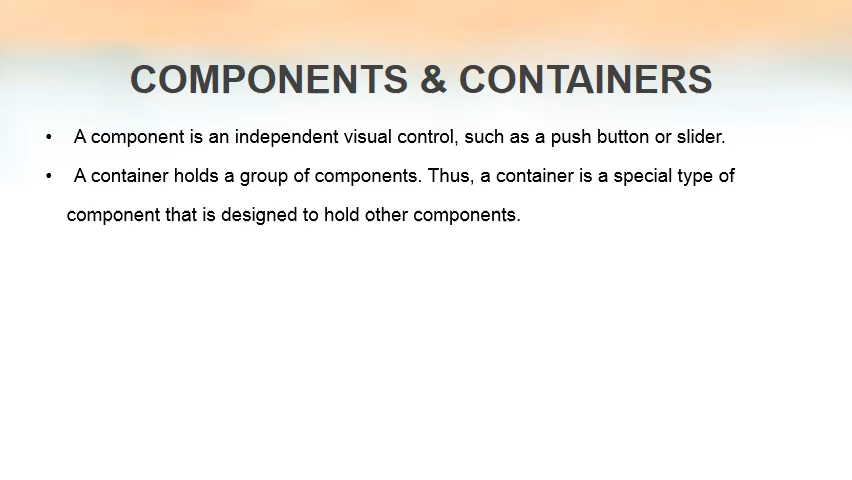 COMPONENTS & CONTAINERS
• A component is an independent visual control, such as a push button or slider.
• A container holds a group of components. Thus, a container is a special type of
component that is designed to hold other components.